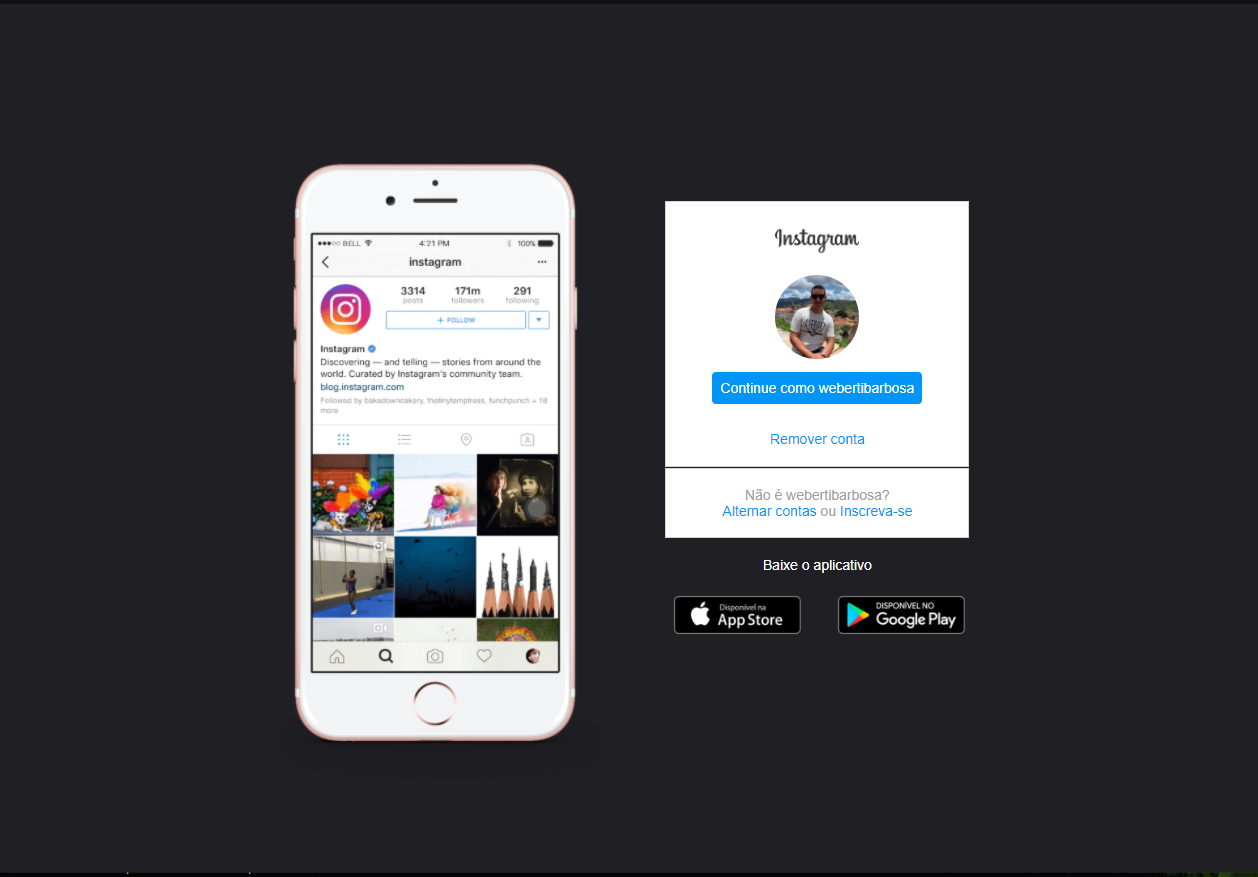 BELL
4:21 PM
100%
instagram
3314
171m
291
posts
followers
following
+ FOLLOW
Instagram
Discovering — and telling — stories from around the
world. Curated by Instagram's community team.
blog.instagram.com
Followed by bakedowncakery, thetinytemptress, funchpunch + 18
more
Instagram
Continue como webertibarbosa
Remover conta
Não é webertibarbosa?
Alternar contas ou Inscreva-se
Baixe o aplicativo
Disponível na
App Store
DISPONÍVEL NO
Google Play